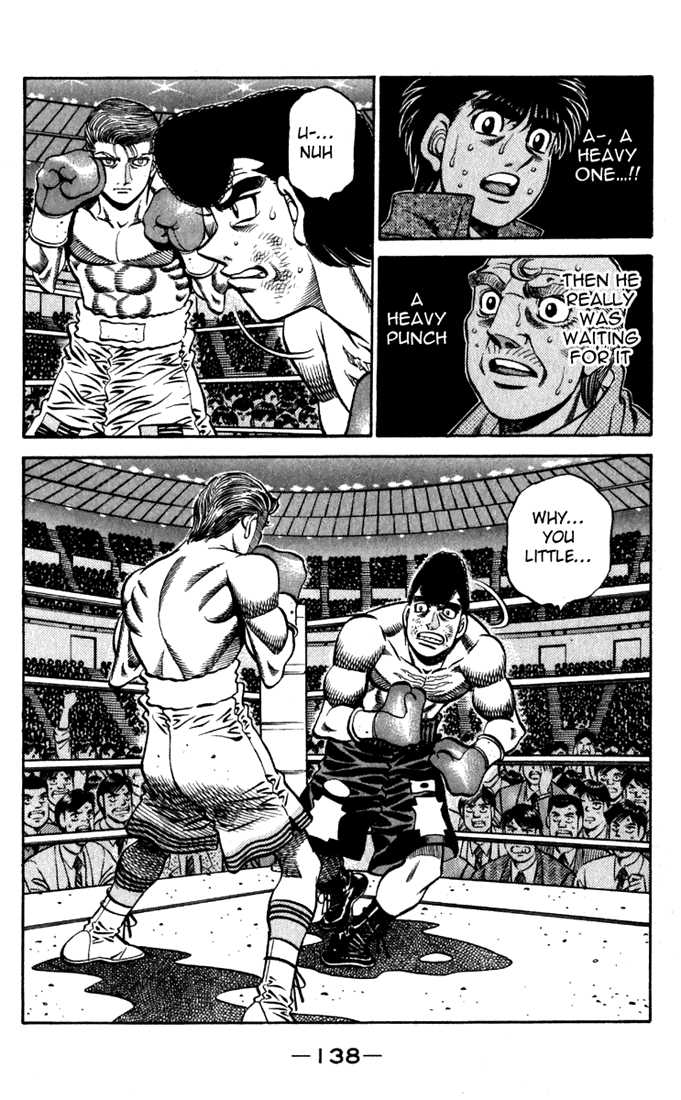 A-, A
HEAVY
ONE...!!
U-...
NUH
THEN HE
REALLY
WAS
WAITING
FOR IT
A
HEAVY
PUNCH
WHY...
YOU
LITTLE...
—138—